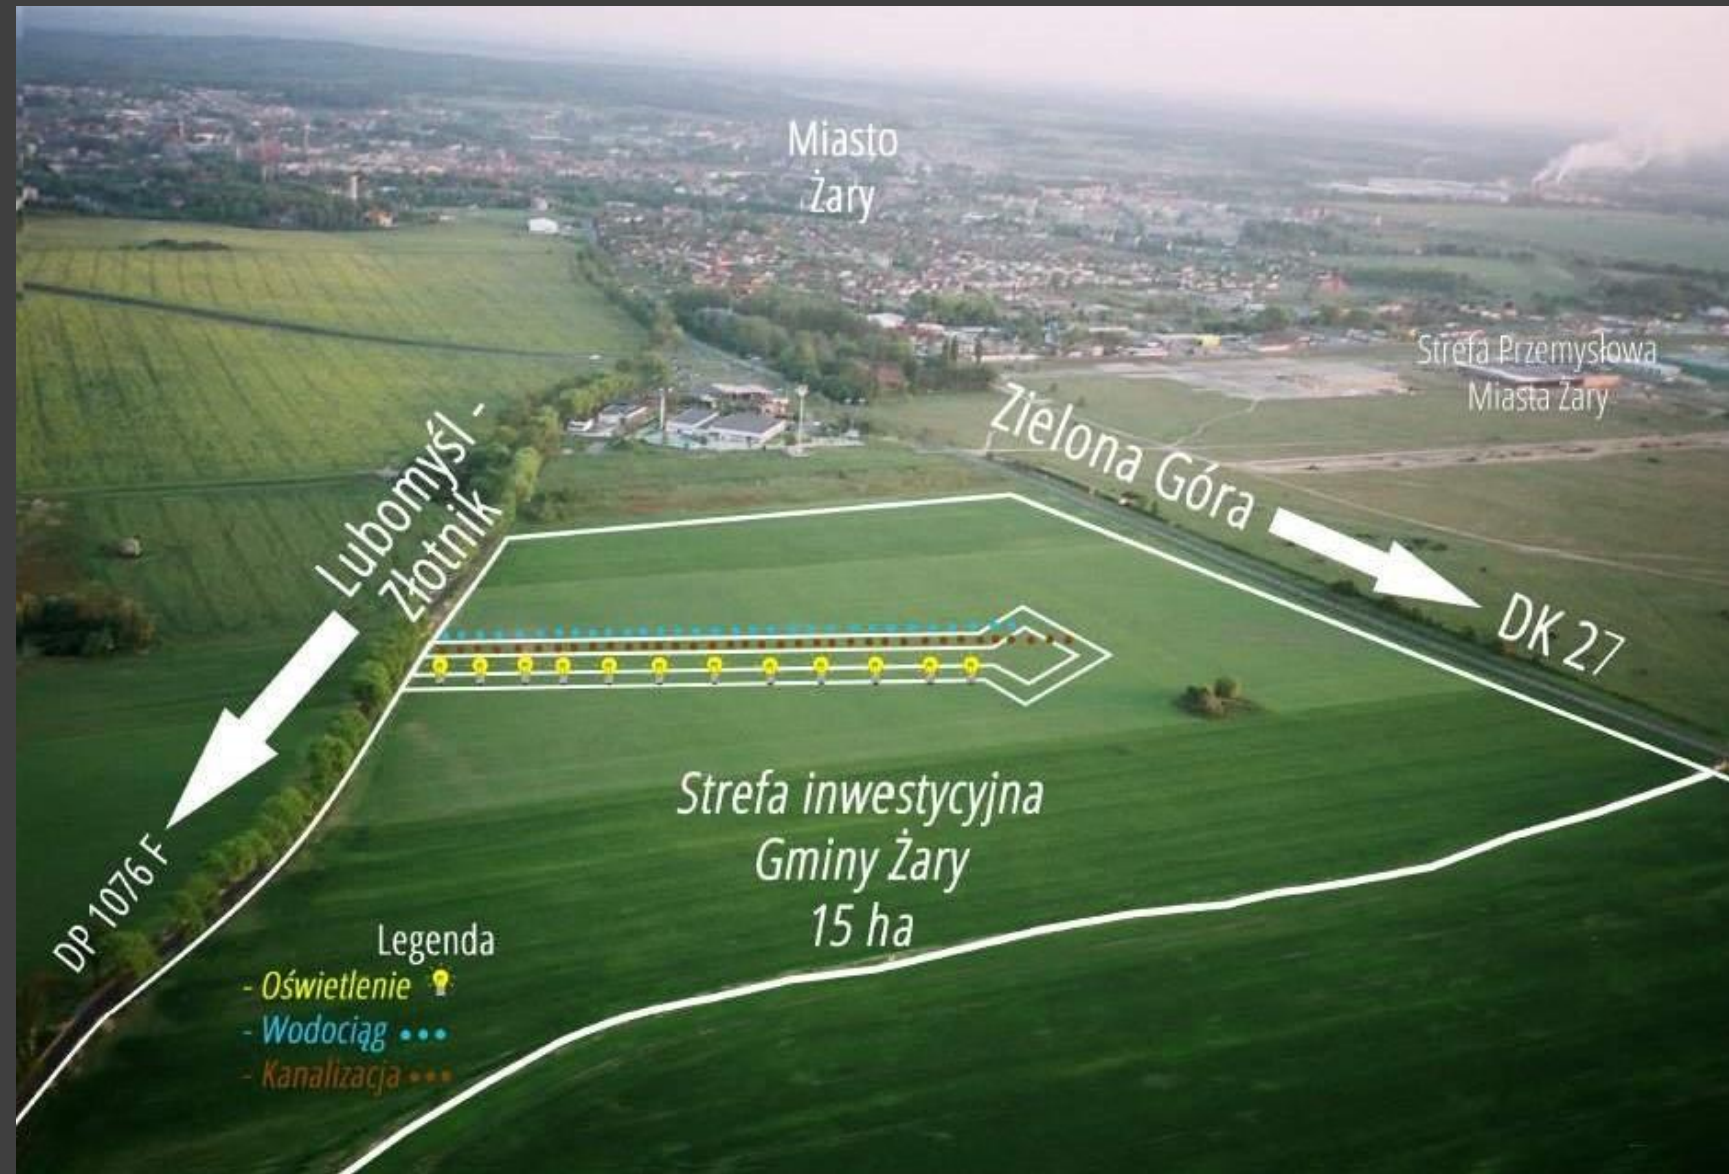 Miasto
Żary
Strefa Przemysłowa
Miasta Żary
Zielona Góra
DK 27
Lubomyśl -
Złotnik
DP 1076 F
Strefa inwestycyjna
Gminy Żary
15 ha
Legenda
- Oświetlenie
- Wodociąg
- Kanalizacja